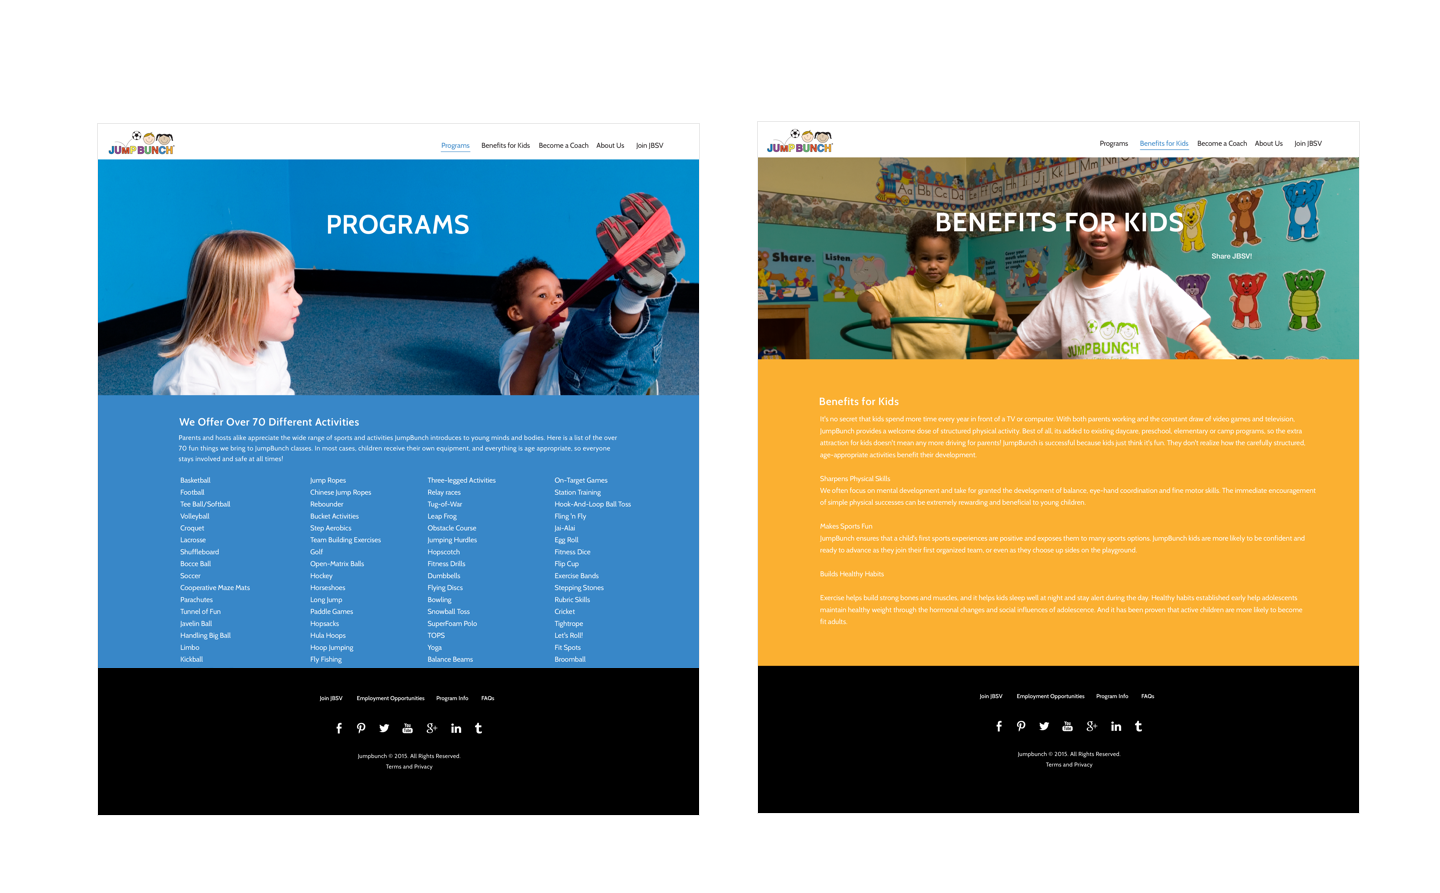 JUMPBUNCH
Programs Benefits for Kids Become a Coach About Us Join JBSV
PROGRAMS
We Offer Over 70 Different Activities
Parents and hosts alike appreciate the wide range of sports and activities JumpBunch introduces to young minds and bodies. Here is a list of the over
70 fun things we bring to JumpBunch classes. In most cases, children receive their own equipment, and everything is age appropriate, so everyone
stays involved and safe at all times!
Basketball
Football
Tee Ball/Softball
Volleyball
Croquet
Lacrosse
Shuffleboard
Bocce Ball
Soccer
Cooperative Maze Mats
Parachutes
Tunnel of Fun
Javelin Ball
Handling Big Ball
Limbo
Kickball
Jump Ropes
Chinese Jump Ropes
Rebounder
Bucket Activities
Step Aerobics
Team Building Exercises
Golf
Open-Matrix Balls
Hockey
Horseshoes
Long Jump
Paddle Games
Hopsacks
Hula Hoops
Hoop Jumping
Fly Fishing
Three-legged Activities
Relay races
Tug-of-War
Leap Frog
Obstacle Course
Jumping Hurdles
Hopscotch
Fitness Drills
Dumbbells
Flying Discs
Bowling
Snowball Toss
SuperFoam Polo
TOPS
Yoga
Balance Beams
On-Target Games
Station Training
Hook-And-Loop Ball Toss
Fling 'n Fly
Jai-Alai
Egg Roll
Fitness Dice
Flip Cup
Exercise Bands
Stepping Stones
Rubric Skills
Cricket
Tightrope
Let's Roll!
Fit Spots
Broomball
Join JBSV Employment Opportunities Program Info FAQs
You Tube
Jumpbunch © 2015. All Rights Reserved.
Terms and Privacy
JUMPBUNCH
Programs Benefits for Kids Become a Coach About Us Join JBSV
Aa Bb Cc Dd Ee Ff Gg Hh Ii Jj Kk Ll Mm Nn
BENEFITS FOR KIDS
Share. Listen.
Share JBSV!
JUMPBUNCH
Benefits for Kids
It's no secret that kids spend more time every year in front of a TV or computer. With both parents working and the constant draw of video games and television,
JumpBunch provides a welcome dose of structured physical activity. Best of all, its added to existing daycare, preschool, elementary or camp programs, so the extra
attraction for kids doesn't mean any more driving for parents! JumpBunch is successful because kids just think it's fun. They don't realize how the carefully structured,
age-appropriate activities benefit their development.
Sharpens Physical Skills
We often focus on mental development and take for granted the development of balance, eye-hand coordination and fine motor skills. The immediate encouragement
of simple physical successes can be extremely rewarding and beneficial to young children.
Makes Sports Fun
JumpBunch ensures that a child's first sports experiences are positive and exposes them to many sports options. JumpBunch kids are more likely to be confident and
ready to advance as they join their first organized team, or even as they choose up sides on the playground.
Builds Healthy Habits
Exercise helps build strong bones and muscles, and it helps kids sleep well at night and stay alert during the day. Healthy habits established early help adolescents
maintain healthy weight through the hormonal changes and social influences of adolescence. And it has been proven that active children are more likely to become
fit adults.
Join JBSV Employment Opportunities Program Info FAQs
You Tube
Jumpbunch © 2015. All Rights Reserved.
Terms and Privacy